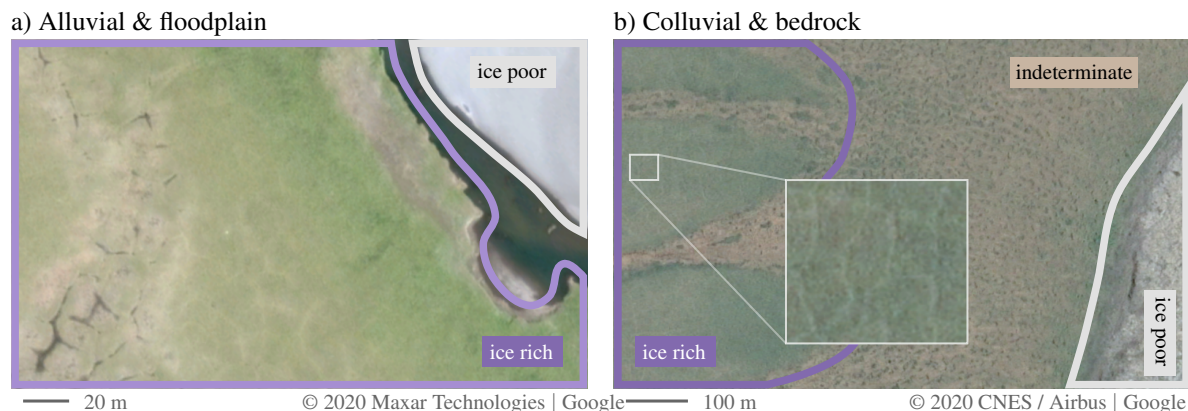 a) Alluvial & floodplain
ice poor
ice rich
20 m
© 2020 Maxar Technologies | Google
b) Colluvial & bedrock
indeterminate
ice rich
ice poor
100 m
© 2020 CNES / Airbus | Google